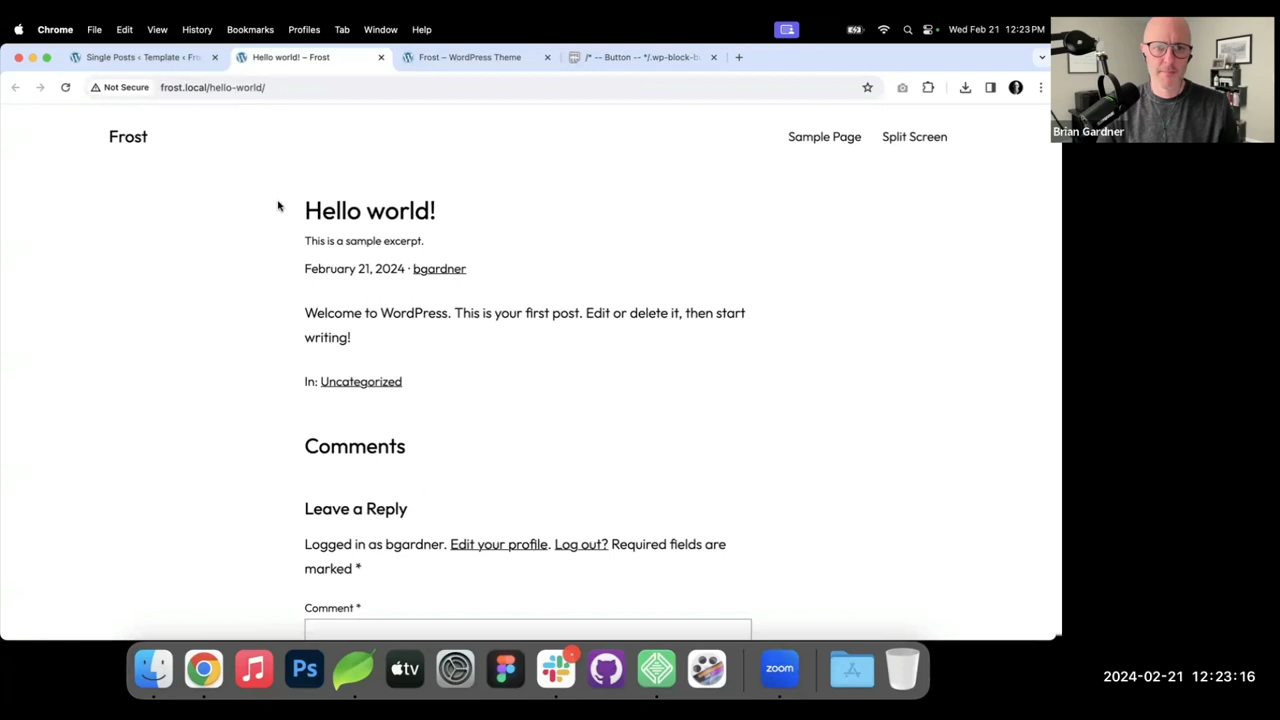 Chrome File Edit View History Bookmarks Profiles Tab Window Help Wed Feb 21 12:23 PM
Single Posts ‹ Template ‹ Fro Hello world! – Frost Frost – WordPress Theme /* -- Button -- */.wp-block-b
Not Secure frost.local/hello-world/
Brian Gardner
Frost Sample Page Split Screen
Hello world!
This is a sample excerpt.
February 21, 2024 · bgardner
Welcome to WordPress. This is your first post. Edit or delete it, then start
writing!
In: Uncategorized
Comments
Leave a Reply
Logged in as bgardner. Edit your profile. Log out? Required fields are
marked *
Comment *
Ps tv zoom
2024-02-21 12:23:16